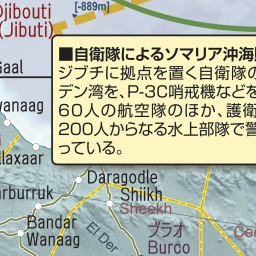 Djibouti
(Jibuti)
[-889m]
■自衛隊によるソマリア沖海
ジブチに拠点を置く自衛隊の
デン湾を、P-3C哨戒機などを
60人の航空隊のほか、護衛
200人からなる水上部隊で警
っている。
Gaal
Daragodle
Shiikh
Sheekh
Bandar
Wanaag
El Der
ブラオ
Burco